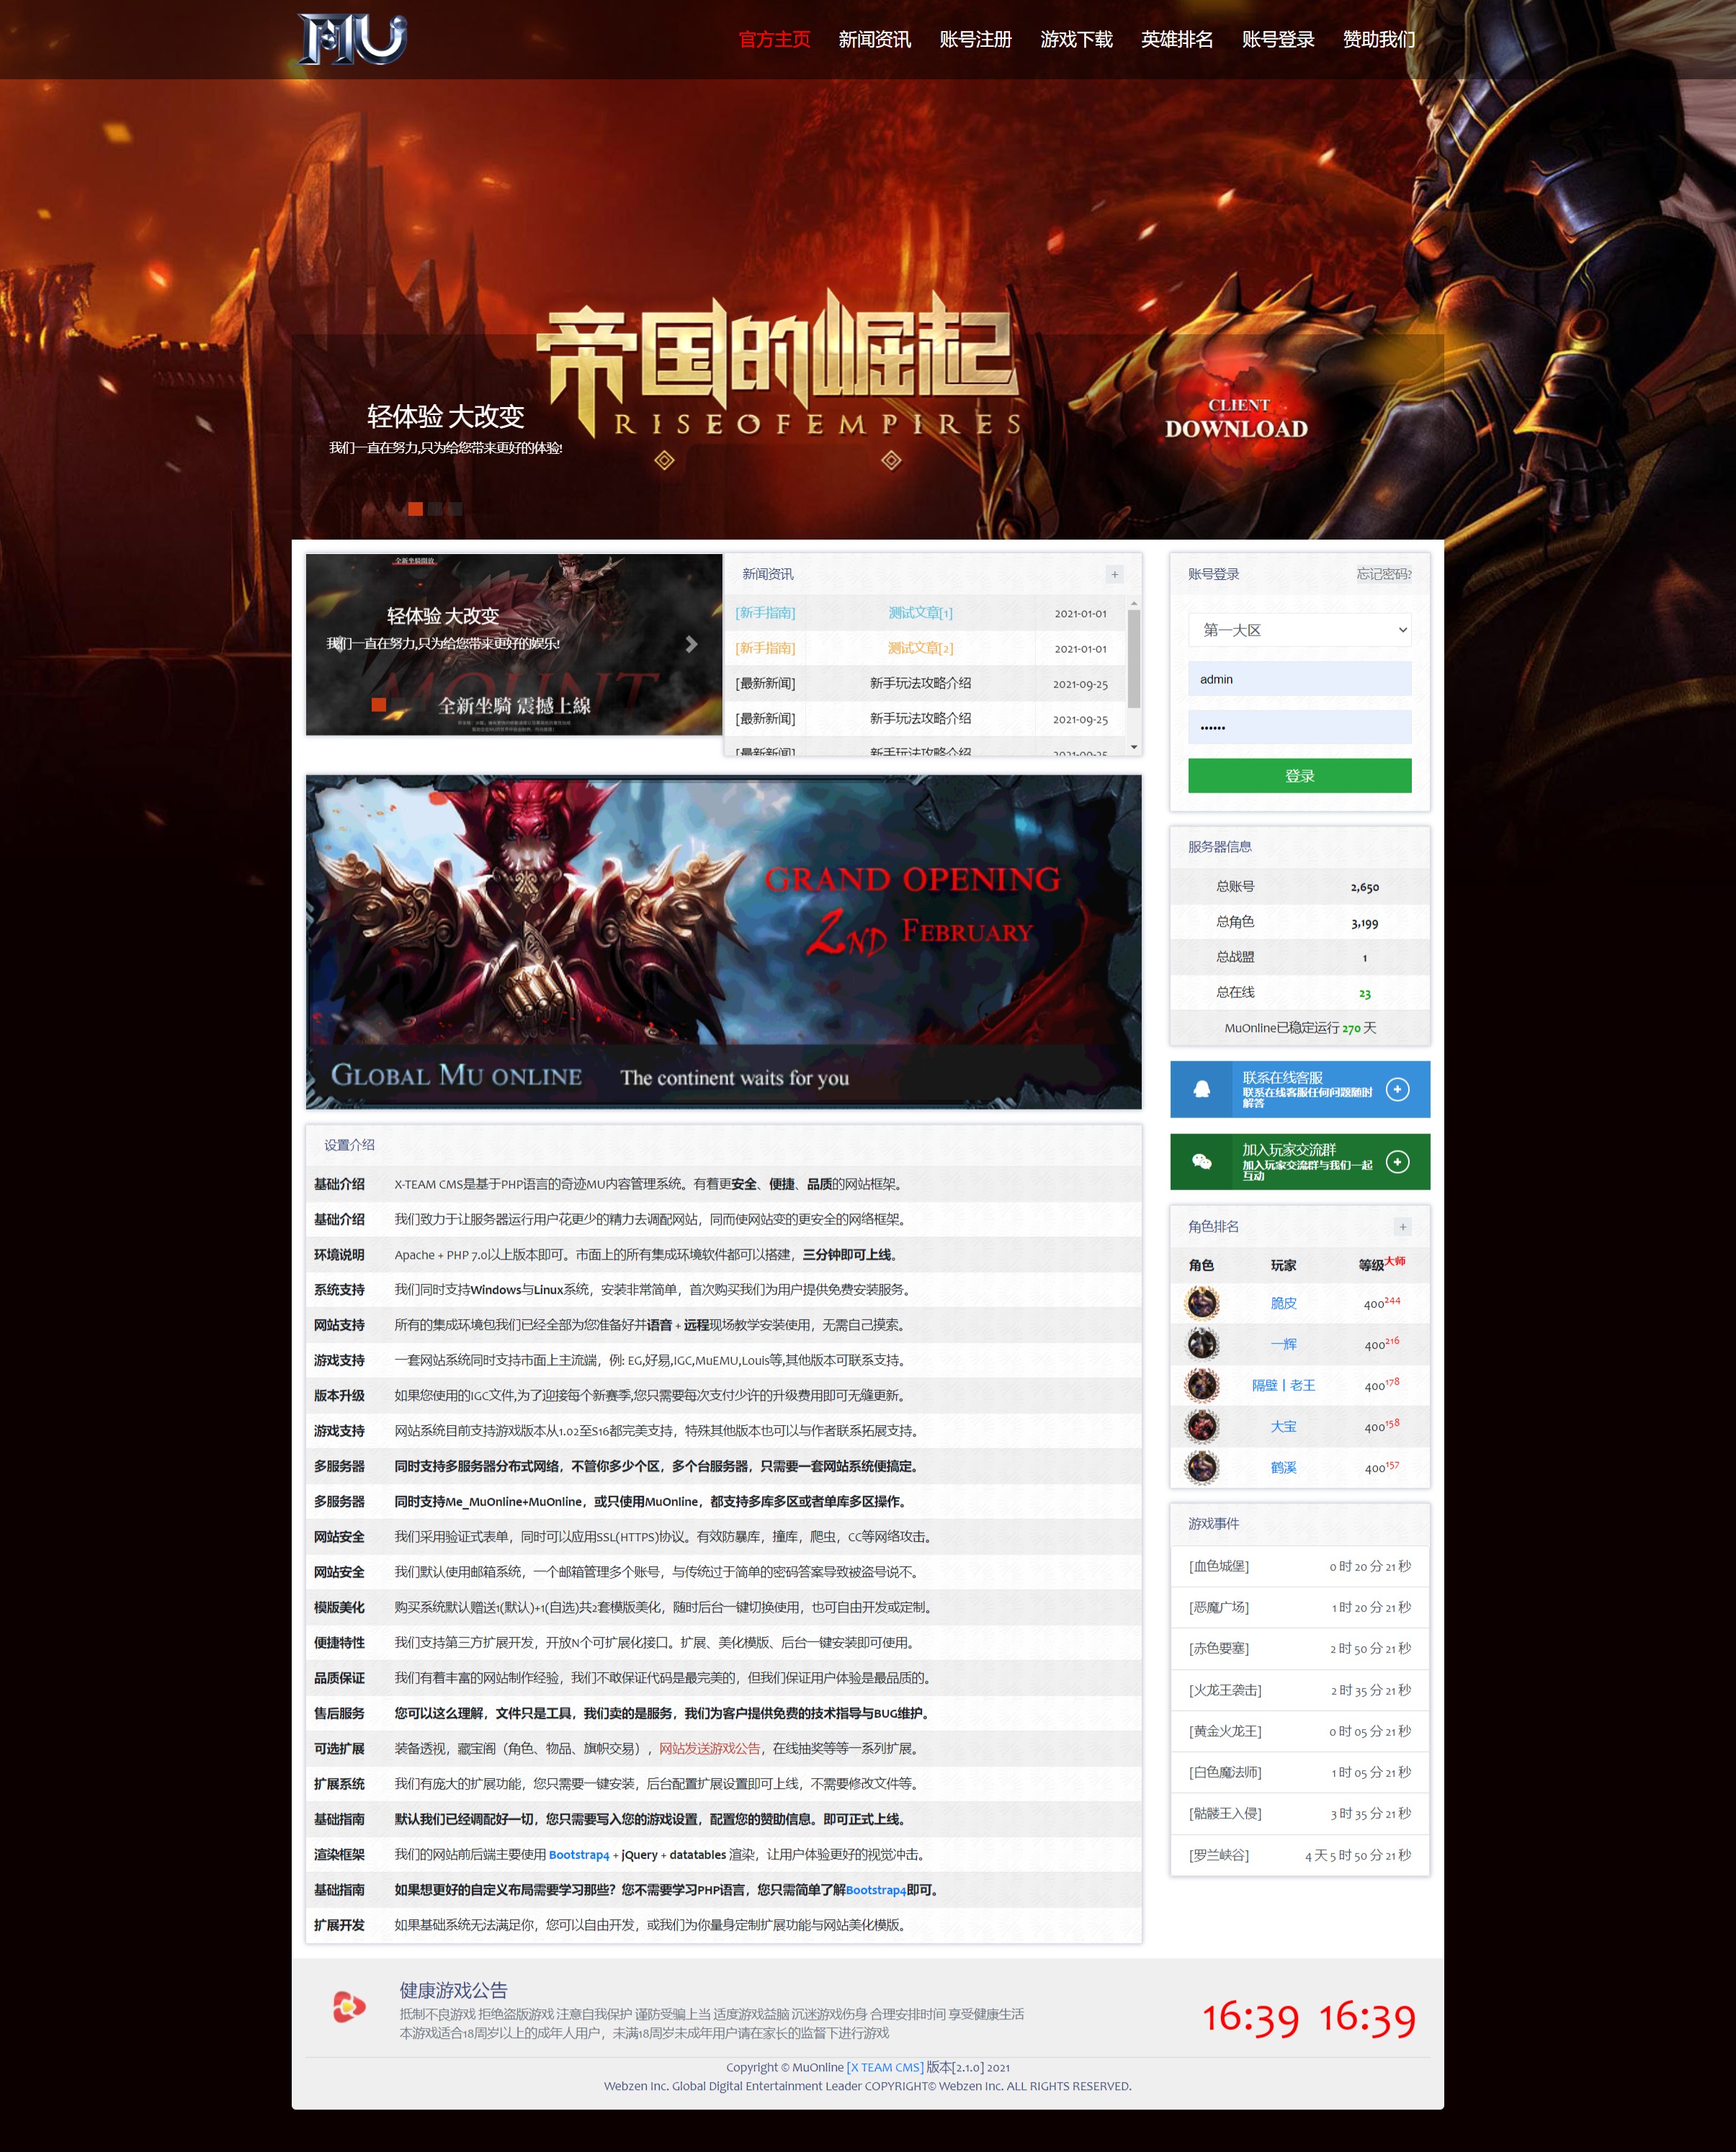 MU
官方主页 新闻资讯 账号注册 游戏下载 英雄排名 账号登录 赞助我们
帝国的崛起
RISEOFEMPIRES
轻体验 大改变
我们一直在努力,只为给您带来更好的体验!
CLIENT
DOWNLOAD
全新坐騎開放
轻体验 大改变
我们一直在努力,只为给您带来更好的娱乐!
MOUNT
全新坐騎 震撼上線
新闻资讯 +
[新手指南] 测试文章[1] 2021-01-01
[新手指南] 测试文章[2] 2021-01-01
[最新新闻] 新手玩法攻略介绍 2021-09-25
[最新新闻] 新手玩法攻略介绍 2021-09-25
[最新新闻] 新手玩法攻略介绍 2021-09-25
账号登录 忘记密码?
第一大区
admin
••••••
登录
GRAND OPENING
2ND FEBRUARY
GLOBAL MU ONLINE The continent waits for you
服务器信息
总账号 2,650
总角色 3,199
总战盟 1
总在线 23
MuOnline已稳定运行 270 天
联系在线客服
联系在线客服任何问题随时
解答
加入玩家交流群
加入玩家交流群与我们一起
互动
设置介绍
基础介绍 X-TEAM CMS是基于PHP语言的奇迹MU内容管理系统。有着更安全、便捷、品质的网站框架。
基础介绍 我们致力于让服务器运行用户花更少的精力去调配网站，同而使网站变的更安全的网络框架。
环境说明 Apache + PHP 7.0以上版本即可。市面上的所有集成环境软件都可以搭建，三分钟即可上线。
系统支持 我们同时支持Windows与Linux系统，安装非常简单，首次购买我们为用户提供免费安装服务。
网站支持 所有的集成环境包我们已经全部为您准备好并语音 + 远程现场教学安装使用，无需自己摸索。
游戏支持 一套网站系统同时支持市面上主流端，例: EG,好易,IGC,MuEMU,Louis等,其他版本可联系支持。
版本升级 如果您使用的IGC文件,为了迎接每个新赛季,您只需要每次支付少许的升级费用即可无缝更新。
游戏支持 网站系统目前支持游戏版本从1.02至S16都完美支持，特殊其他版本也可以与作者联系拓展支持。
多服务器 同时支持多服务器分布式网络，不管你多少个区，多个台服务器，只需要一套网站系统便搞定。
多服务器 同时支持Me_MuOnline+MuOnline，或只使用MuOnline，都支持多库多区或者单库多区操作。
网站安全 我们采用验证式表单，同时可以应用SSL(HTTPS)协议。有效防暴库，撞库，爬虫，CC等网络攻击。
网站安全 我们默认使用邮箱系统，一个邮箱管理多个账号，与传统过于简单的密码答案导致被盗号说不。
模版美化 购买系统默认赠送1(默认)+1(自选)共2套模版美化，随时后台一键切换使用，也可自由开发或定制。
便捷特性 我们支持第三方扩展开发，开放N个可扩展化接口。扩展、美化模版、后台一键安装即可使用。
品质保证 我们有着丰富的网站制作经验，我们不敢保证代码是最完美的，但我们保证用户体验是最品质的。
售后服务 您可以这么理解，文件只是工具，我们卖的是服务，我们为客户提供免费的技术指导与BUG维护。
可选扩展 装备透视，藏宝阁（角色、物品、旗帜交易），网站发送游戏公告，在线抽奖等等一系列扩展。
扩展系统 我们有庞大的扩展功能，您只需要一键安装，后台配置扩展设置即可上线，不需要修改文件等。
基础指南 默认我们已经调配好一切，您只需要写入您的游戏设置，配置您的赞助信息。即可正式上线。
渲染框架 我们的网站前后端主要使用 Bootstrap4 + jQuery + datatables 渲染，让用户体验更好的视觉冲击。
基础指南 如果想更好的自定义布局需要学习那些？您不需要学习PHP语言，您只需简单了解Bootstrap4即可。
扩展开发 如果基础系统无法满足你，您可以自由开发，或我们为你量身定制扩展功能与网站美化模版。
角色排名 +
角色 玩家 等级大师
脆皮 400244
一辉 400216
隔壁丨老王 400178
大宝 400158
鹤溪 400157
游戏事件
[血色城堡] 0 时 20 分 21 秒
[恶魔广场] 1 时 20 分 21 秒
[赤色要塞] 2 时 50 分 21 秒
[火龙王袭击] 2 时 35 分 21 秒
[黄金火龙王] 0 时 05 分 21 秒
[白色魔法师] 1 时 05 分 21 秒
[骷髅王入侵] 3 时 35 分 21 秒
[罗兰峡谷] 4 天 5 时 50 分 21 秒
健康游戏公告
抵制不良游戏 拒绝盗版游戏 注意自我保护 谨防受骗上当 适度游戏益脑 沉迷游戏伤身 合理安排时间 享受健康生活
本游戏适合18周岁以上的成年人用户，未满18周岁未成年用户请在家长的监督下进行游戏
16:39 16:39
Copyright © MuOnline [X TEAM CMS] 版本[2.1.0] 2021
Webzen Inc. Global Digital Entertainment Leader COPYRIGHT© Webzen Inc. ALL RIGHTS RESERVED.